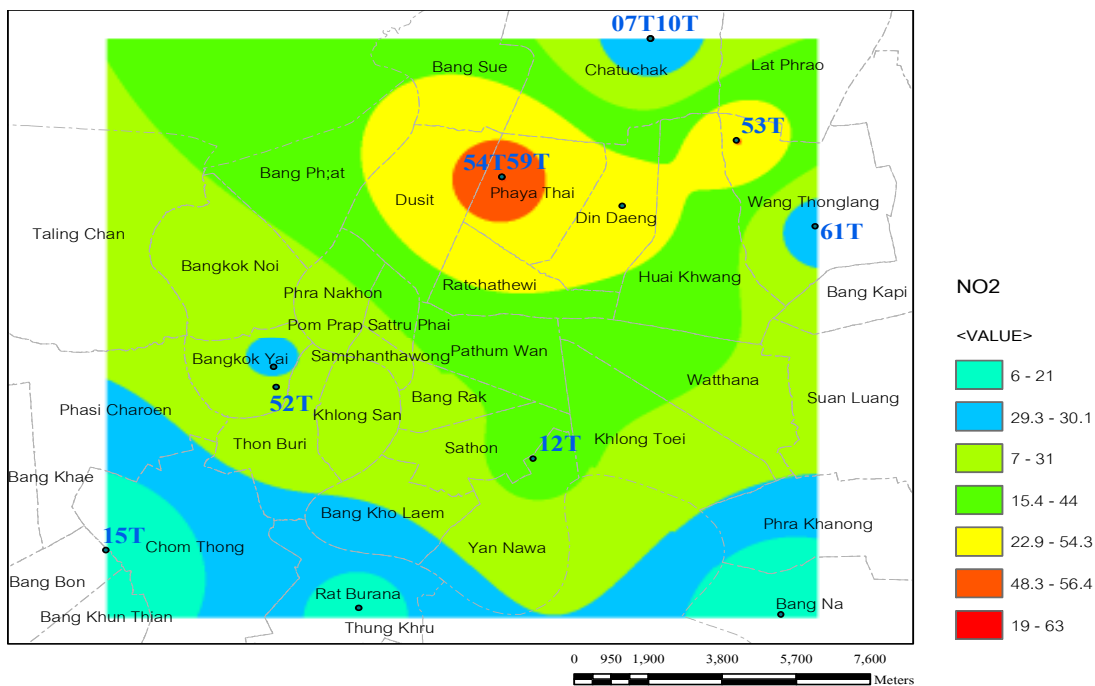 07T10T
Bang Sue
Chatuchak
Lat Phrao
53T
54T59T
Bang Ph;at
Dusit
Phaya Thai
Din Daeng
Wang Thonglang
61T
Taling Chan
Bangkok Noi
Huai Khwang
Ratchathewi
Phra Nakhon
Bang Kapi
Pom Prap Sattru Phai
Bangkok Yai
Samphanthawong
Pathum Wan
Watthana
52T
Bang Rak
Suan Luang
Phasi Charoen
Khlong San
Thon Buri
Sathon
12T
Khlong Toei
Bang Khae
Bang Kho Laem
Phra Khanong
15T
Chom Thong
Yan Nawa
Bang Bon
Rat Burana
Bang Na
Bang Khun Thian
Thung Khru
NO2
<VALUE>
6 - 21
29.3 - 30.1
7 - 31
15.4 - 44
22.9 - 54.3
48.3 - 56.4
19 - 63
0 950 1,900 3,800 5,700 7,600
Meters